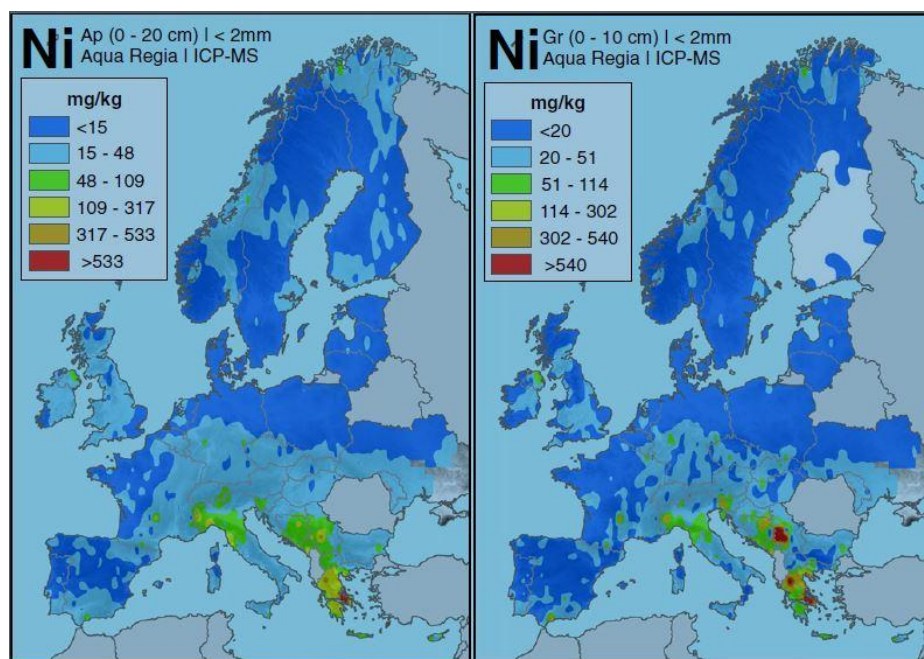 Ni Ap (0 - 20 cm) | < 2mm
Aqua Regia | ICP-MS
mg/kg
<15
15 - 48
48 - 109
109 - 317
317 - 533
>533
Ni Gr (0 - 10 cm) | < 2mm
Aqua Regia | ICP-MS
mg/kg
<20
20 - 51
51 - 114
114 - 302
302 - 540
>540